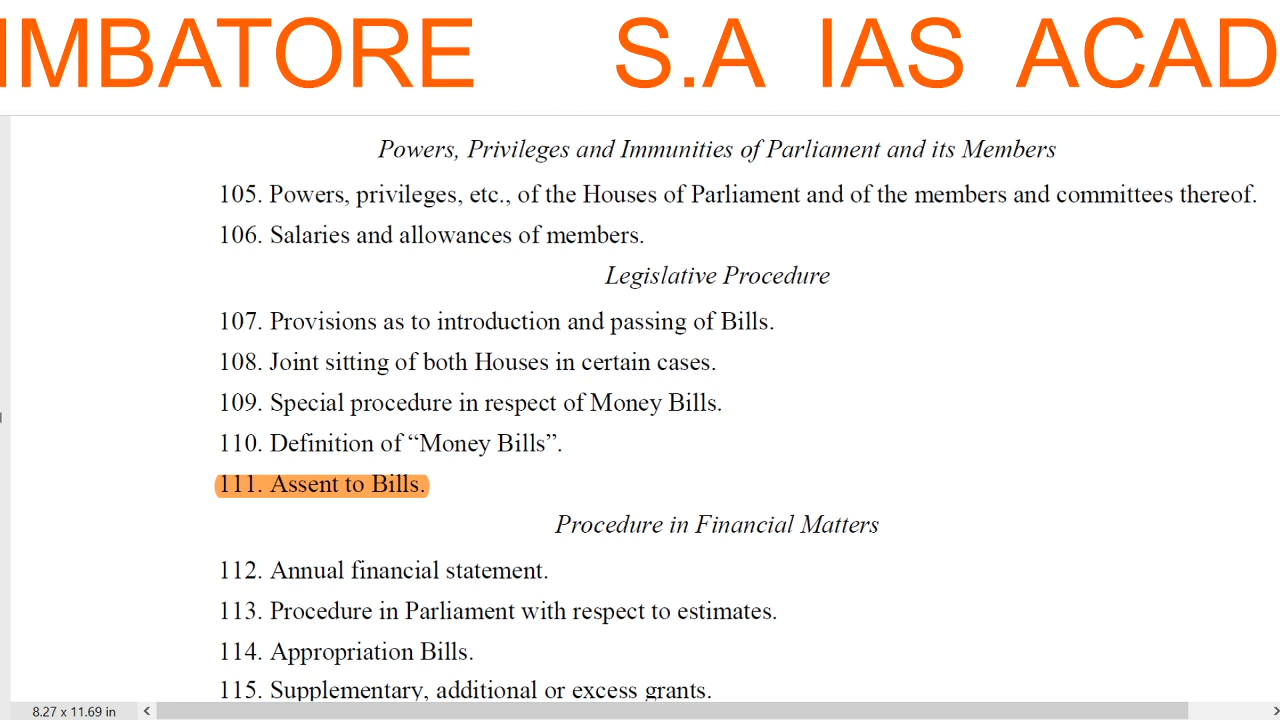 IMBATORE S.A IAS ACAD
Powers, Privileges and Immunities of Parliament and its Members
105. Powers, privileges, etc., of the Houses of Parliament and of the members and committees thereof.
106. Salaries and allowances of members.
Legislative Procedure
107. Provisions as to introduction and passing of Bills.
108. Joint sitting of both Houses in certain cases.
109. Special procedure in respect of Money Bills.
110. Definition of “Money Bills”.
111. Assent to Bills.
Procedure in Financial Matters
112. Annual financial statement.
113. Procedure in Parliament with respect to estimates.
114. Appropriation Bills.
115. Supplementary, additional or excess grants.
8.27 x 11.69 in